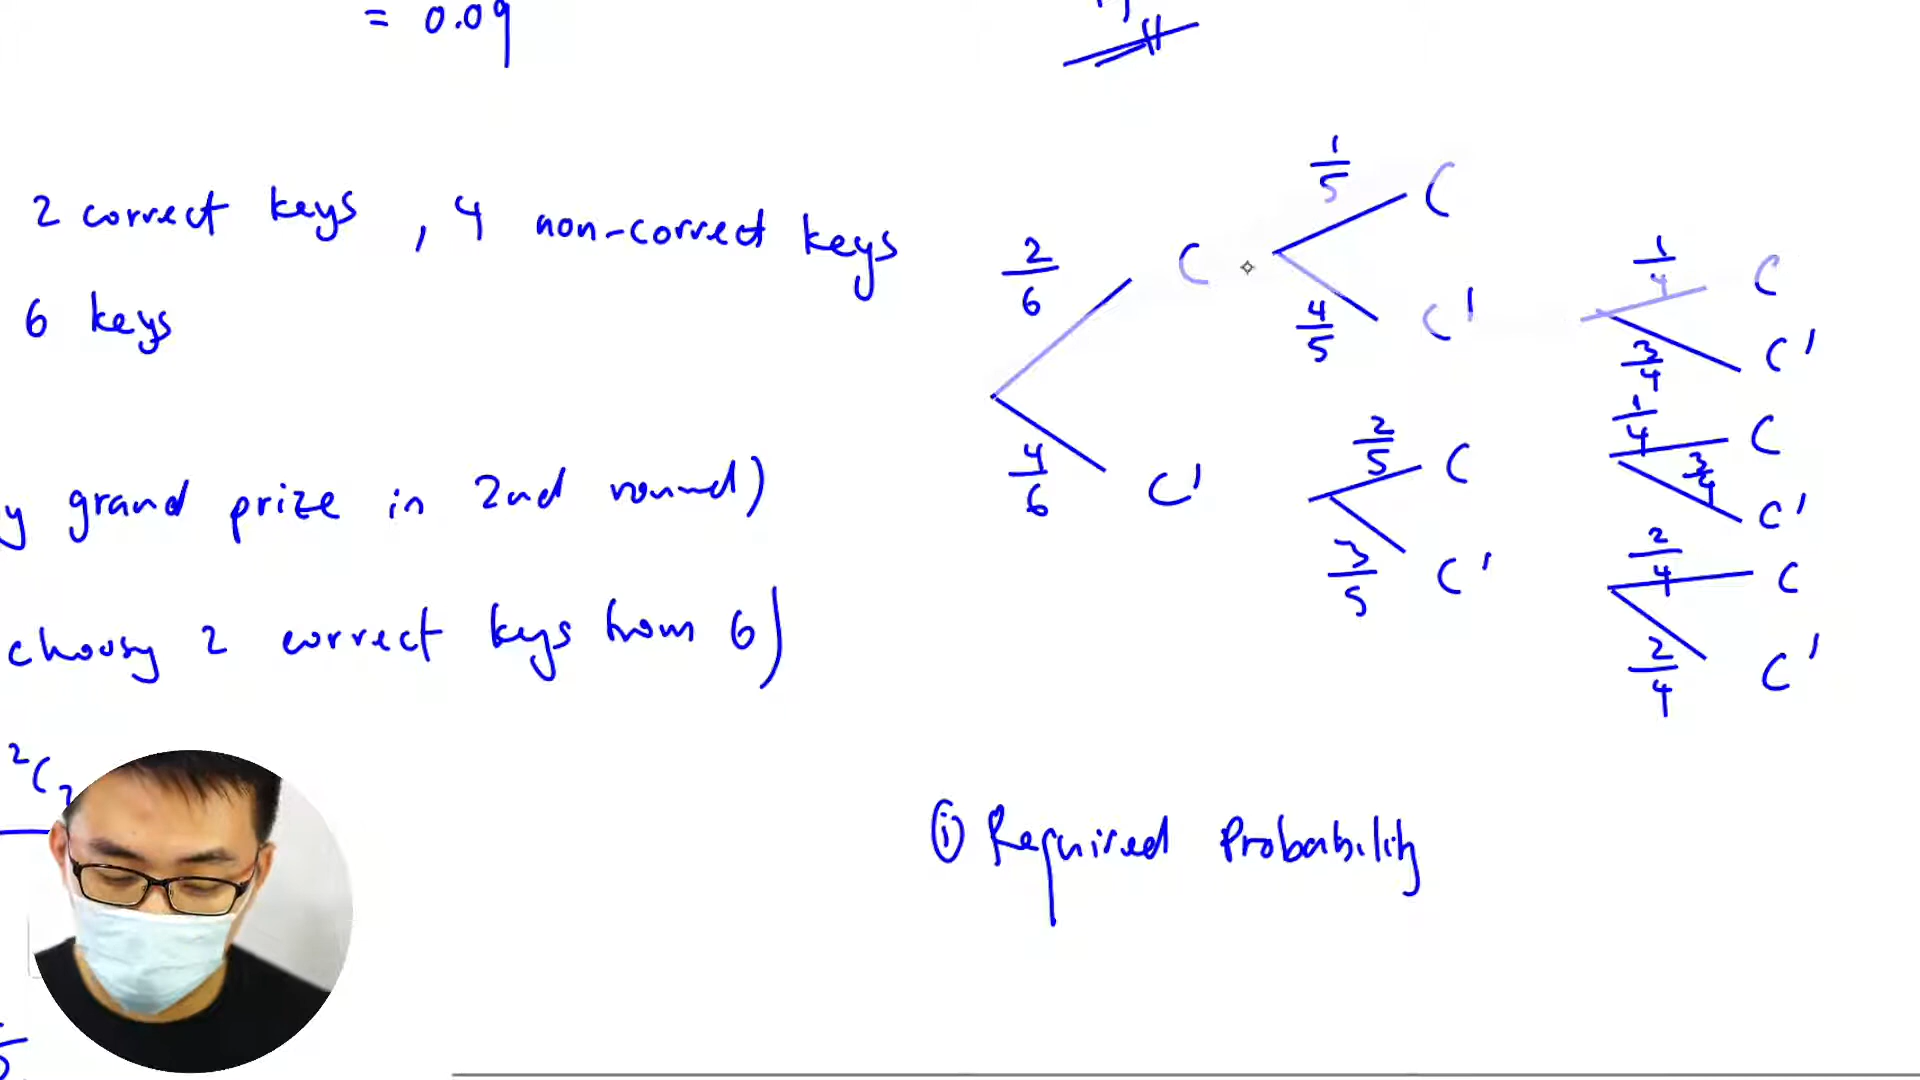 = 0.09
2 correct keys , 4 non-correct keys
6 keys
y grand prize in 2nd round)
choosy 2 correct keys from 6)
²C₂
2/6 C
4/6 C'
1/5 C
4/5 C'
2/5 C
3/5 C'
1/4 C
3/4 C'
1/4 C
3/4 C'
2/4 C
2/4 C'
(i) Required Probability